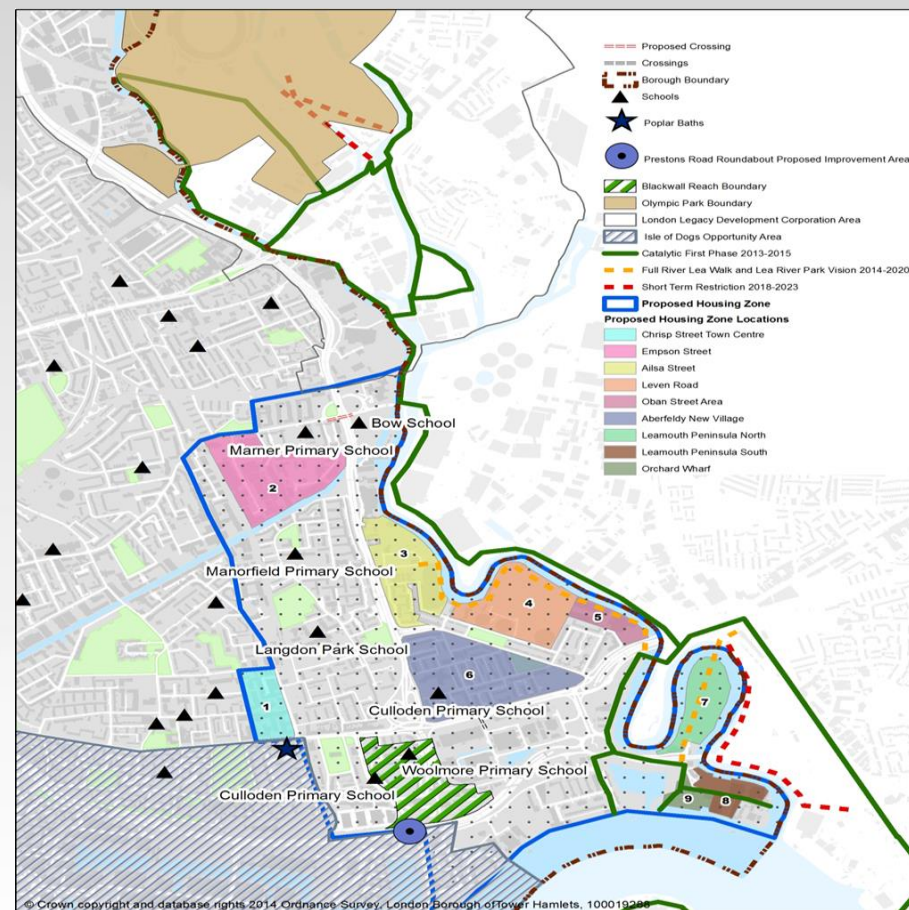 Proposed Crossing
Crossings
Borough Boundary
Schools
Poplar Baths
Prestons Road Roundabout Proposed Improvement Area
Blackwall Reach Boundary
Olympic Park Boundary
London Legacy Development Corporation Area
Isle of Dogs Opportunity Area
Catalytic First Phase 2013-2015
Full River Lea Walk and Lea River Park Vision 2014-2020
Short Term Restriction 2018-2023
Proposed Housing Zone
Proposed Housing Zone Locations
Chrisp Street Town Centre
Empson Street
Ailsa Street
Leven Road
Oban Street Area
Aberfeldy New Village
Leamouth Peninsula North
Leamouth Peninsula South
Orchard Wharf
Bow School
Marner Primary School
2
3
Manorfield Primary School
4
5
Langdon Park School
6
7
1
Culloden Primary School
Woolmore Primary School
Culloden Primary School
9
8
© Crown copyright and database rights 2014 Ordnance Survey, London Borough of Tower Hamlets, 100019288